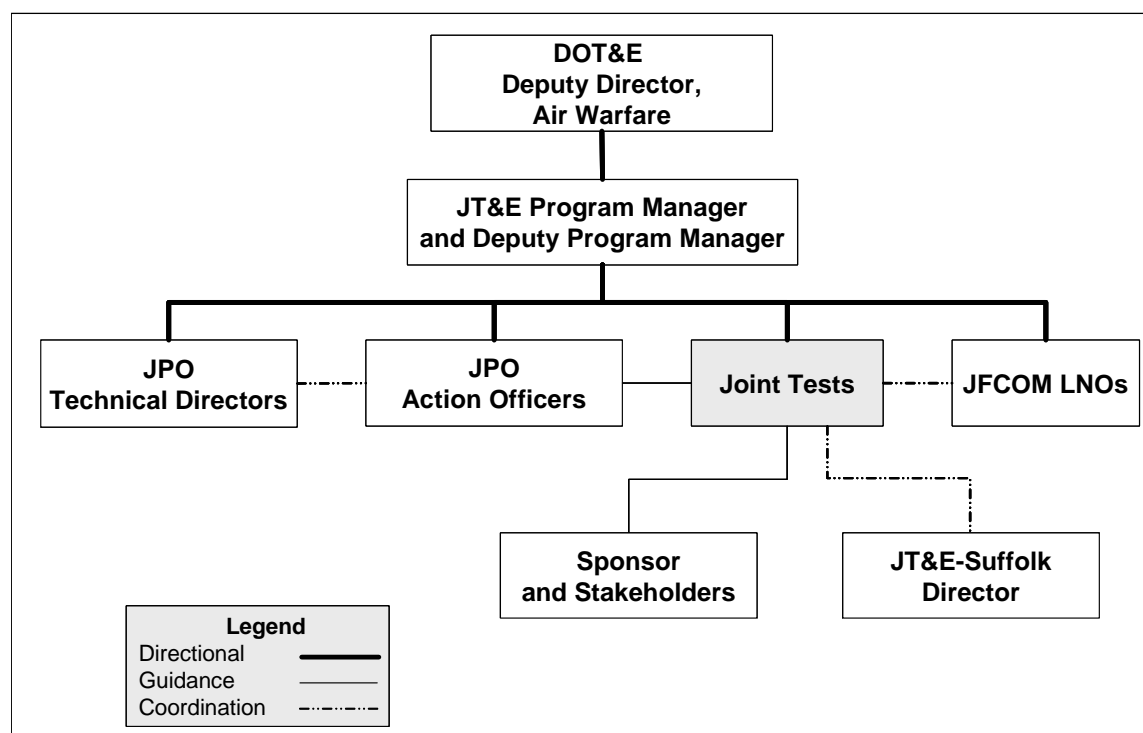 DOT&E
Deputy Director,
Air Warfare
JT&E Program Manager
and Deputy Program Manager
JPO
Technical Directors
JPO
Action Officers
Joint Tests
JFCOM LNOs
Sponsor
and Stakeholders
JT&E-Suffolk
Director
Legend
Directional
Guidance
Coordination